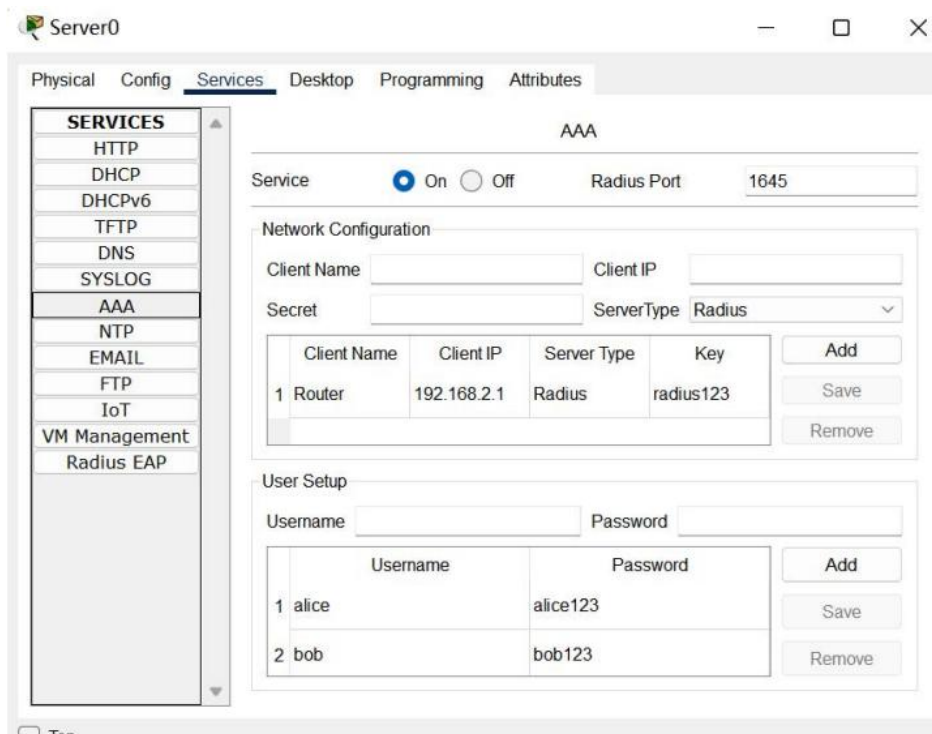 Server0
Physical Config Services Desktop Programming Attributes
SERVICES
HTTP
DHCP
DHCPv6
TFTP
DNS
SYSLOG
AAA
NTP
EMAIL
FTP
IoT
VM Management
Radius EAP
AAA
Service On Off Radius Port 1645
Network Configuration
Client Name Client IP
Secret ServerType Radius
Client Name Client IP Server Type Key
1 Router 192.168.2.1 Radius radius123
Add
Save
Remove
User Setup
Username Password
Username Password
1 alice alice123
2 bob bob123
Add
Save
Remove